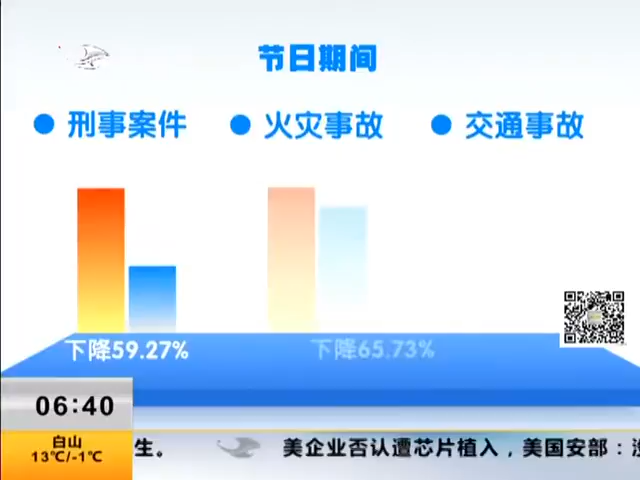 节日期间
● 刑事案件 ● 火灾事故 ● 交通事故
下降59.27% 下降65.73%
06:40
白山
13℃/-1℃
生。 美企业否认遭芯片植入，美国安部：没